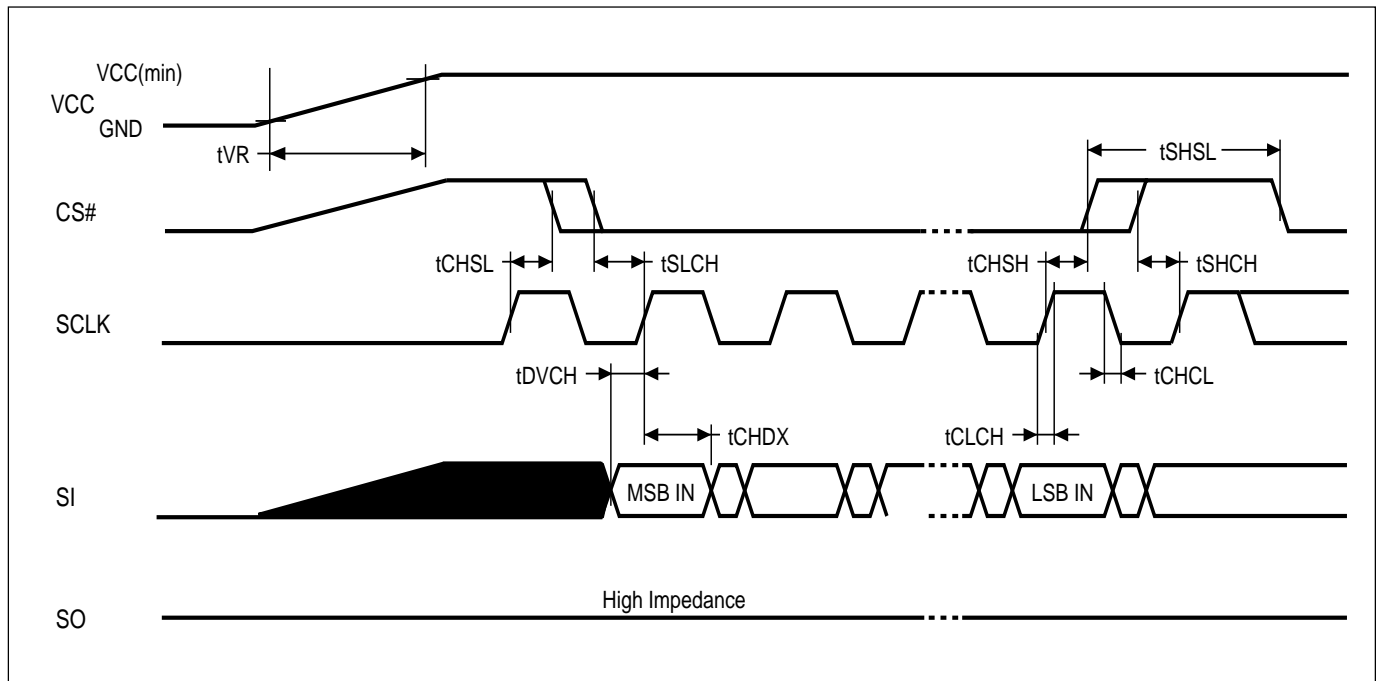 VCC(min)
VCC
GND
tVR
tSHSL
CS#
tCHSL
tSLCH
tCHSH
tSHCH
SCLK
tDVCH
tCHCL
tCHDX
tCLCH
SI
MSB IN
LSB IN
High Impedance
SO